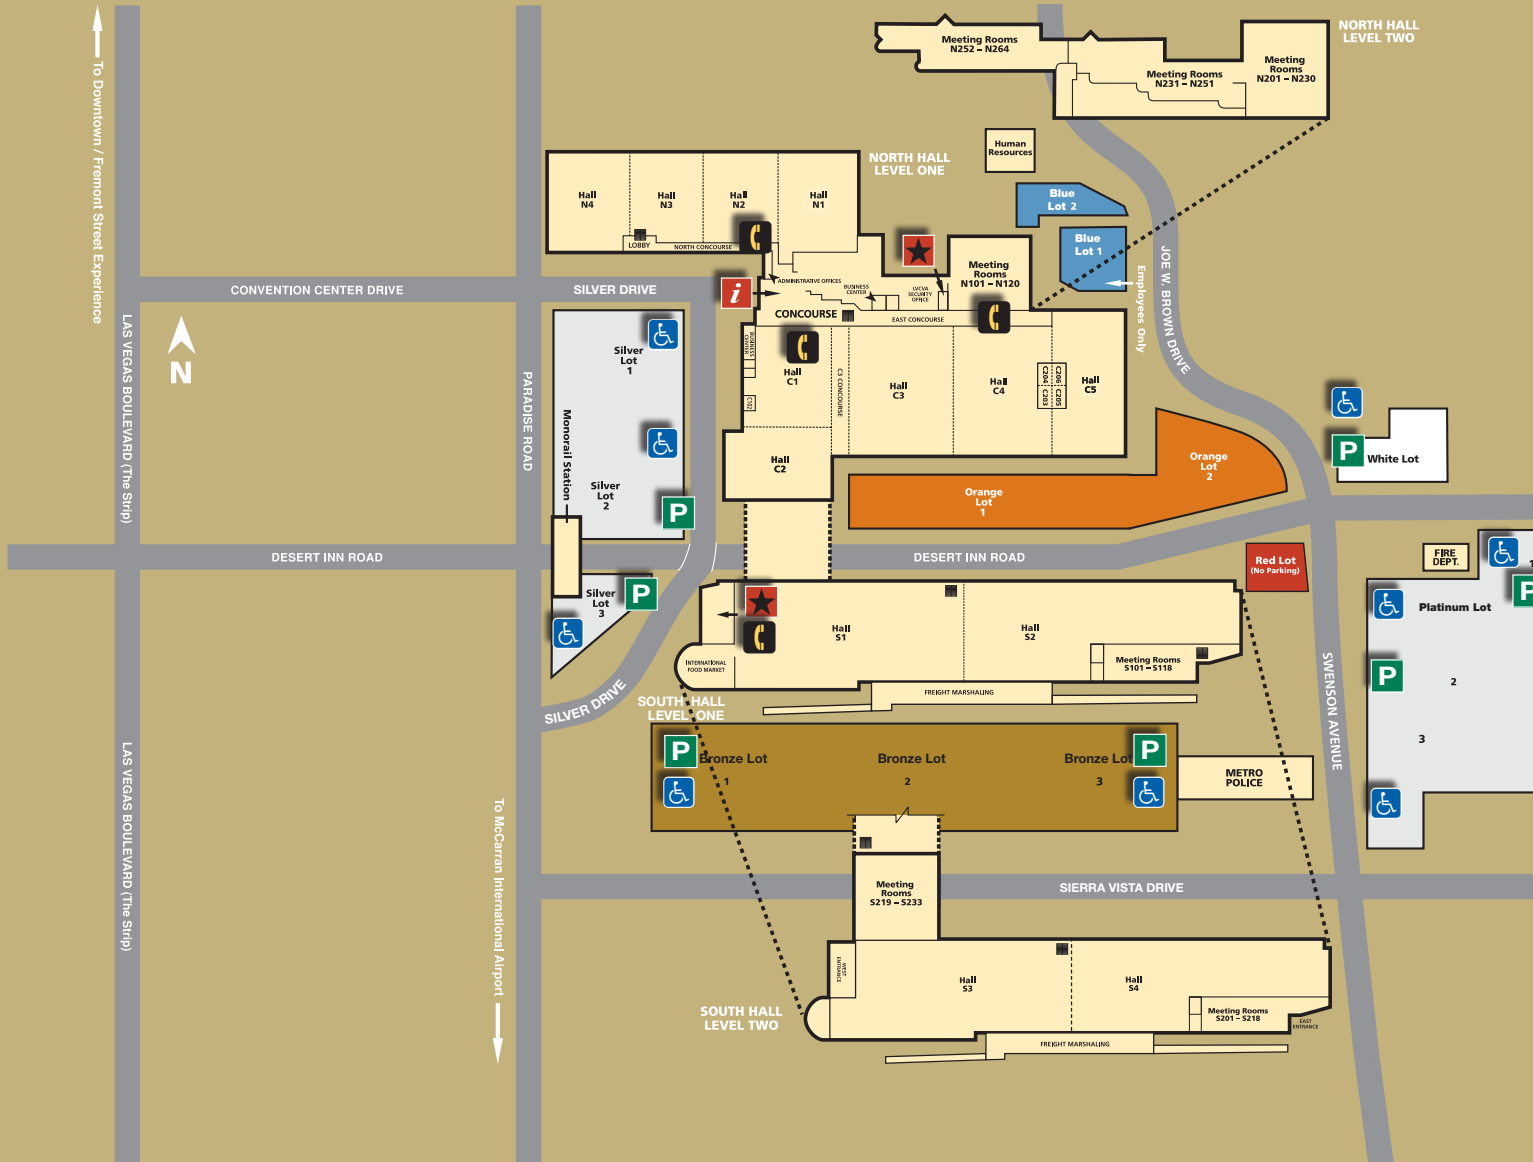 NORTH HALL
LEVEL TWO
Meeting Rooms
N252 – N264
Meeting Rooms
N231 – N251
Meeting
Rooms
N201 – N230
To Downtown / Fremont Street Experience
Human
Resources
NORTH HALL
LEVEL ONE
Blue
Lot 2
Blue
Lot 1
Employees Only
JOE W. BROWN DRIVE
Hall
N4
Hall
N3
Hall
N2
Hall
N1
LOBBY
NORTH CONCOURSE
Meeting
Rooms
N101 – N120
ADMINISTRATIVE OFFICES
BUSINESS
CENTER
LVCVA
SECURITY
OFFICE
i
CONCOURSE
EAST CONCOURSE
CONVENTION CENTER DRIVE
SILVER DRIVE
N
LAS VEGAS BOULEVARD (The Strip)
PARADISE ROAD
Silver
Lot
1
Monorail Station
Silver
Lot
2
P
BUSINESS
CENTER
C102
Hall
C1
C3 CONCOURSE
Hall
C3
Hall
C4
C204
C203
C206
C205
Hall
C5
Hall
C2
Orange
Lot
1
Orange
Lot
2
P
White Lot
DESERT INN ROAD
DESERT INN ROAD
Red Lot
(No Parking)
FIRE
DEPT.
1
P
Platinum Lot
P
2
3
Silver
Lot
3
P
SILVER DRIVE
Hall
S1
Hall
S2
INTERNATIONAL
FOOD MARKET
Meeting Rooms
S101 – S118
FREIGHT MARSHALING
SOUTH HALL
LEVEL ONE
SWENSON AVENUE
P
Bronze Lot
1
Bronze Lot
2
Bronze Lot
3
P
METRO
POLICE
LAS VEGAS BOULEVARD (The Strip)
To McCarran International Airport
Meeting
Rooms
S219 – S233
SIERRA VISTA DRIVE
WEST
ENTRANCE
Hall
S3
Hall
S4
Meeting Rooms
S201 – S218
EAST
ENTRANCE
SOUTH HALL
LEVEL TWO
FREIGHT MARSHALING